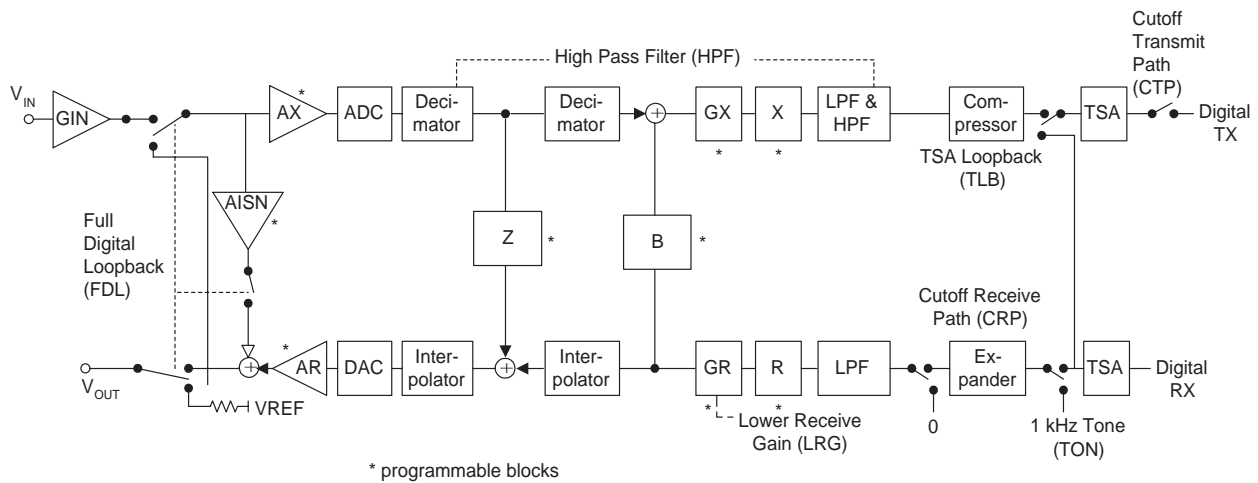 High Pass Filter (HPF)
Cutoff
Transmit
Path
(CTP)
VIN
GIN
*
AX
ADC
Deci-
mator
Deci-
mator
+
GX
*
X
*
LPF &
HPF
Com-
pressor
TSA
Digital
TX
TSA Loopback
(TLB)
AISN
*
Full
Digital
Loopback
(FDL)
Z
*
B
*
Cutoff Receive
Path (CRP)
VOUT
+
*
AR
DAC
Inter-
polator
+
Inter-
polator
GR
*
R
*
LPF
Ex-
pander
TSA
Digital
RX
VREF
Lower Receive
Gain (LRG)
0
1 kHz Tone
(TON)
* programmable blocks